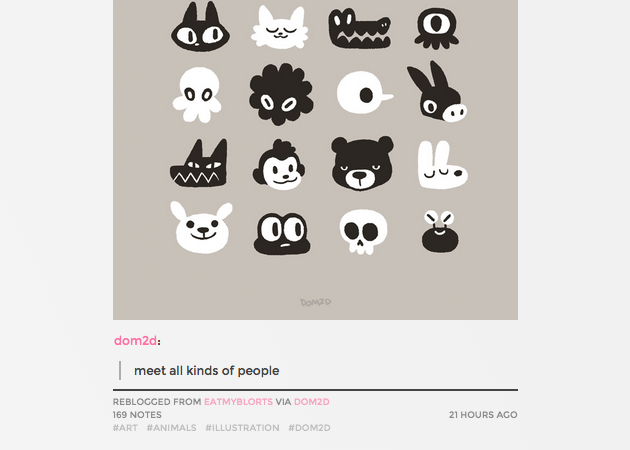 DOM2D
dom2d:
meet all kinds of people
REBLOGGED FROM EATMYBLORTS VIA DOM2D
169 NOTES
21 HOURS AGO
#ART #ANIMALS #ILLUSTRATION #DOM2D